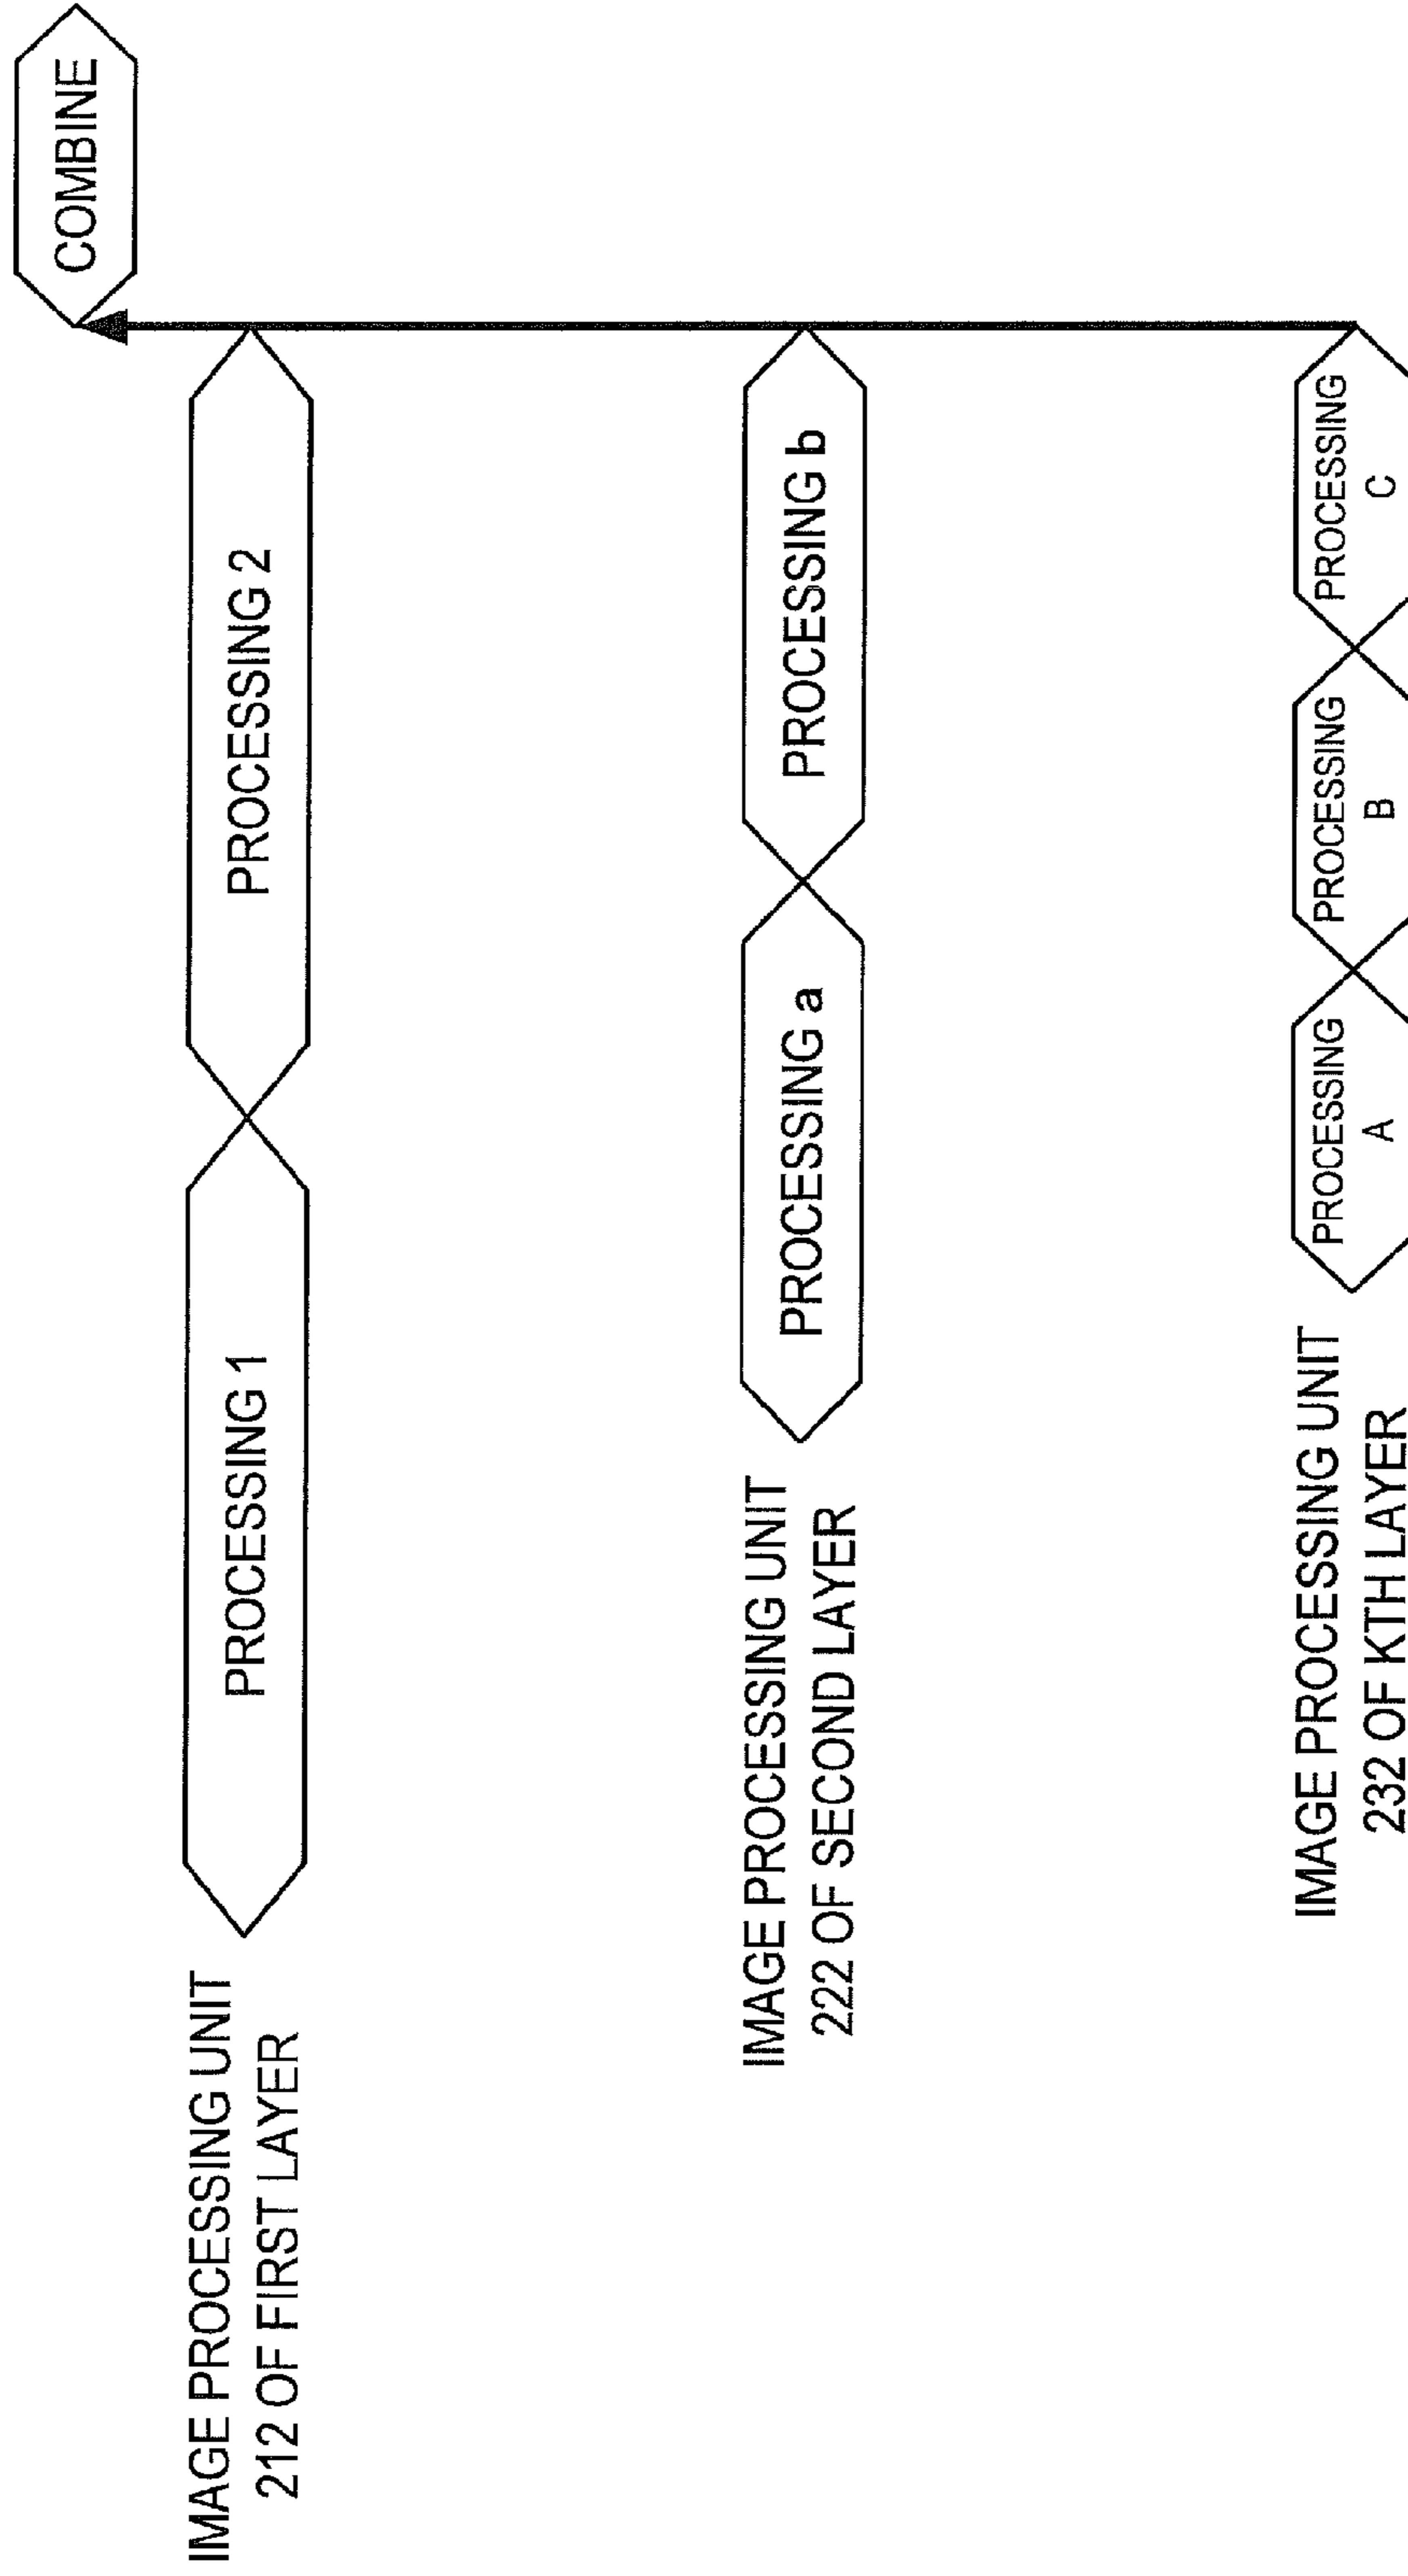 COMBINE
IMAGE PROCESSING UNIT
212 OF FIRST LAYER
PROCESSING 1
PROCESSING 2
IMAGE PROCESSING UNIT
222 OF SECOND LAYER
PROCESSING a
PROCESSING b
IMAGE PROCESSING UNIT
232 OF KTH LAYER
PROCESSING
A
PROCESSING
B
PROCESSING
C